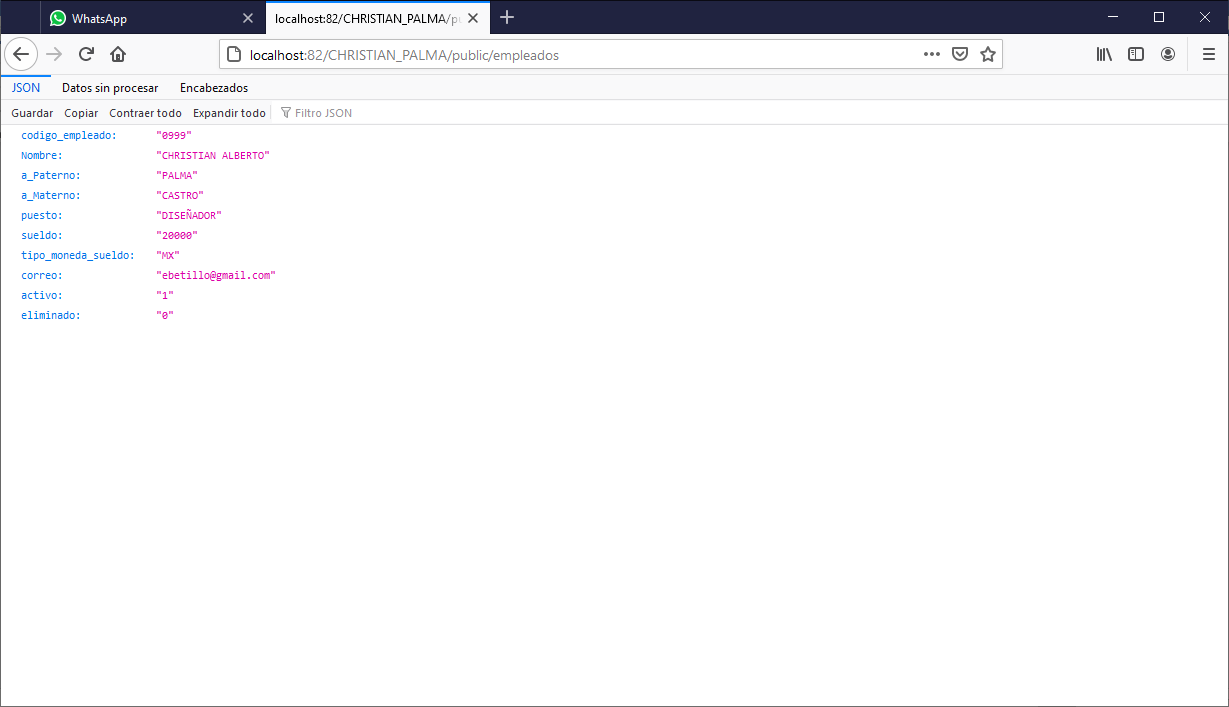 WhatsApp
localhost:82/CHRISTIAN_PALMA/pu
localhost:82/CHRISTIAN_PALMA/public/empleados
JSON Datos sin procesar Encabezados
Guardar Copiar Contraer todo Expandir todo Filtro JSON
codigo_empleado: "0999"
Nombre: "CHRISTIAN ALBERTO"
a_Paterno: "PALMA"
a_Materno: "CASTRO"
puesto: "DISEÑADOR"
sueldo: "20000"
tipo_moneda_sueldo: "MX"
correo: "ebetillo@gmail.com"
activo: "1"
eliminado: "0"